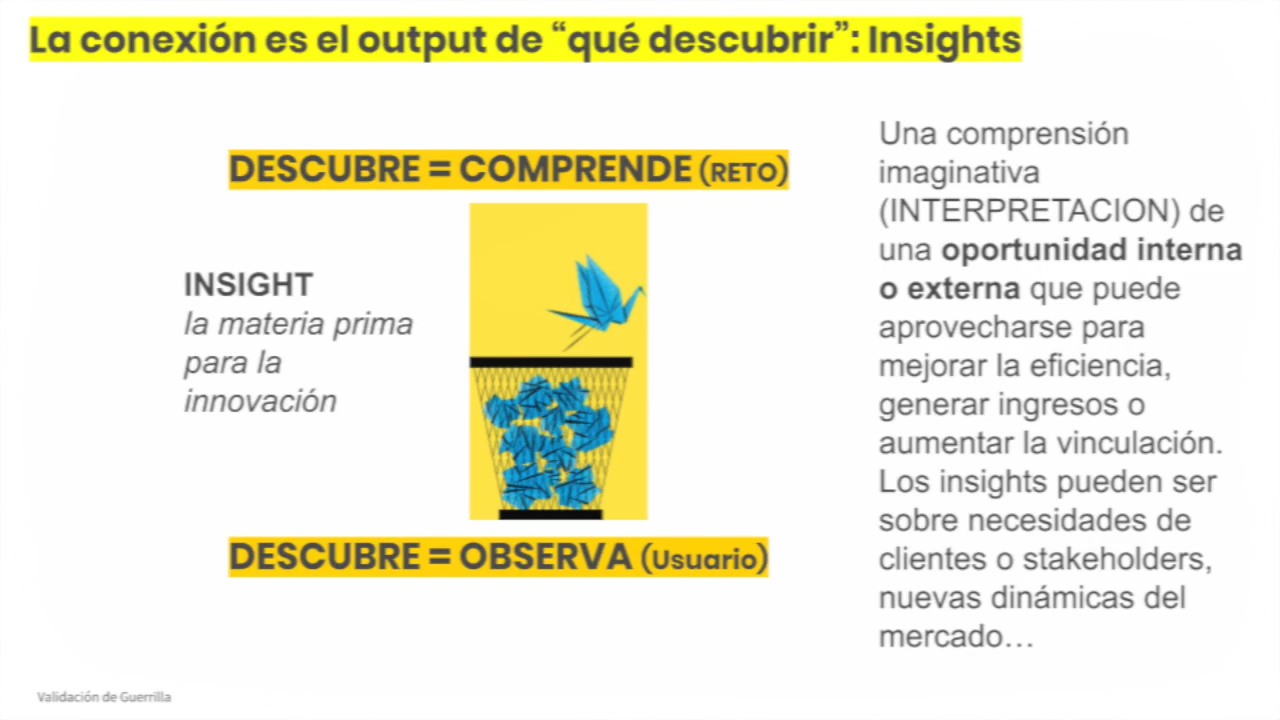 La conexión es el output de “qué descubrir”: Insights
DESCUBRE = COMPRENDE (RETO)
INSIGHT
la materia prima
para la
innovación
DESCUBRE = OBSERVA (Usuario)
Una comprensión
imaginativa
(INTERPRETACION) de
una oportunidad interna
o externa que puede
aprovecharse para
mejorar la eficiencia,
generar ingresos o
aumentar la vinculación.
Los insights pueden ser
sobre necesidades de
clientes o stakeholders,
nuevas dinámicas del
mercado…
Validación de Guerrilla